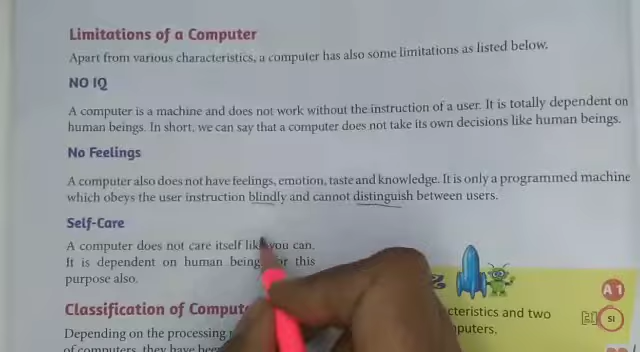 Limitations of a Computer
Apart from various characteristics, a computer has also some limitations as listed below.
NO IQ
A computer is a machine and does not work without the instruction of a user. It is totally dependent on
human beings. In short, we can say that a computer does not take its own decisions like human beings.
No Feelings
A computer also does not have feelings, emotion, taste and knowledge. It is only a programmed machine
which obeys the user instruction blindly and cannot distinguish between users.
Self-Care
A computer does not care itself like you can.
It is dependent on human being for this
purpose also.
A 1
cteristics and two
SI
puters.
Classification of Comput
Depending on the processing
of computers, they have